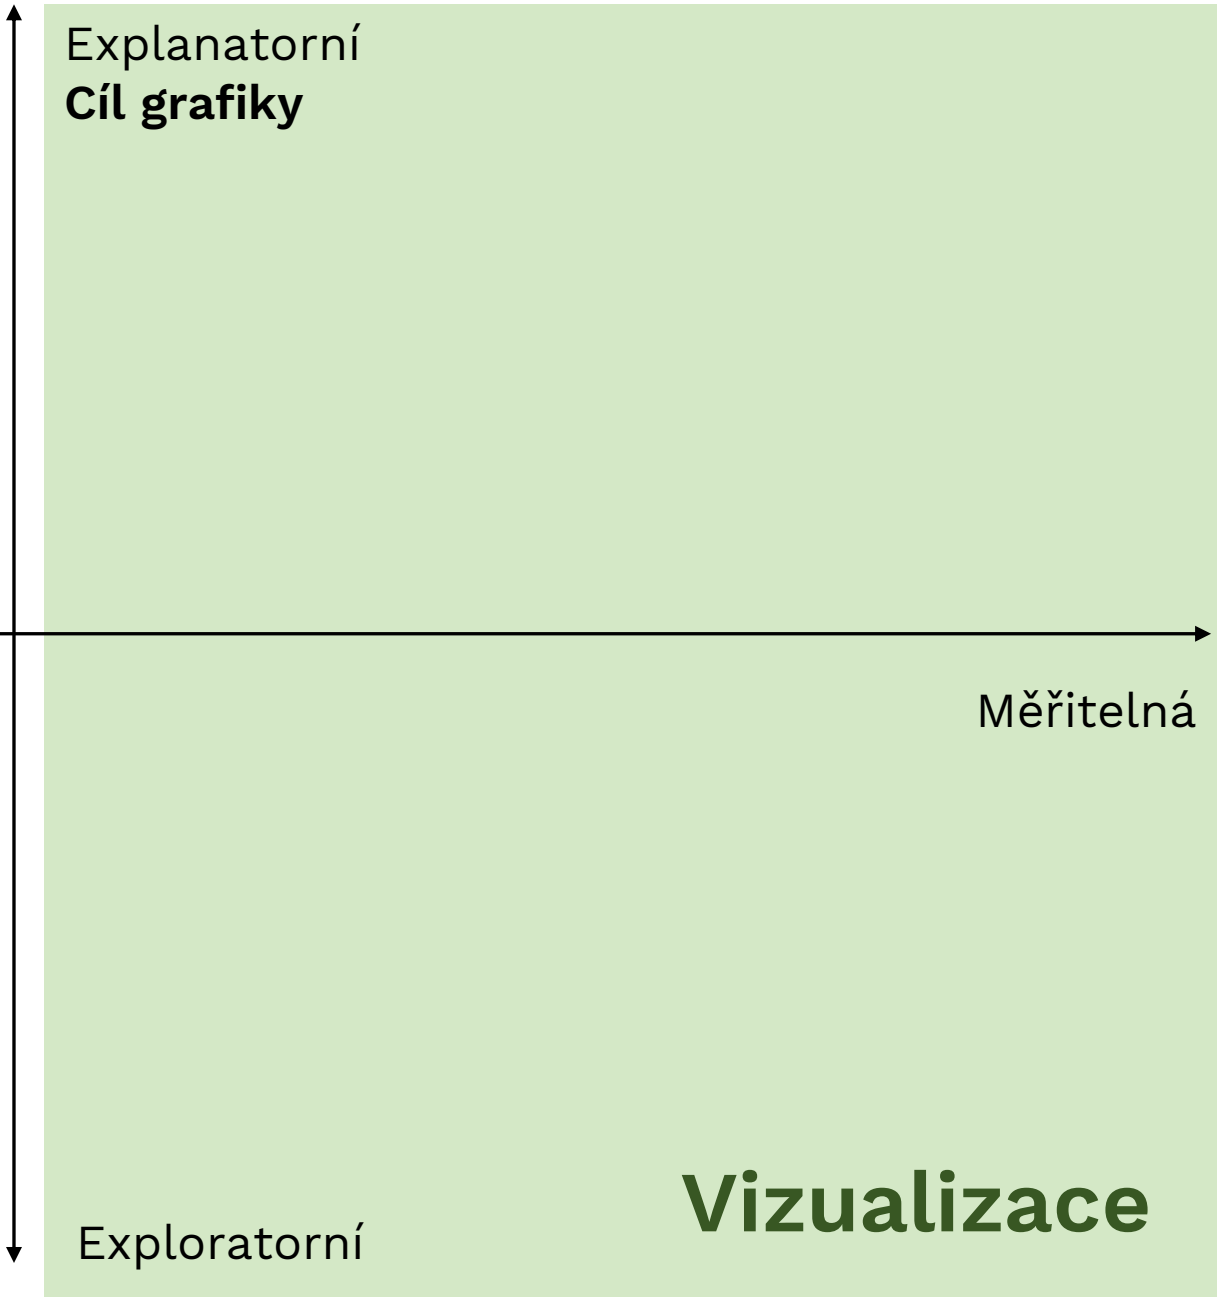 Explanatorní
Cíl grafiky
Měřitelná
Vizualizace
Exploratorní